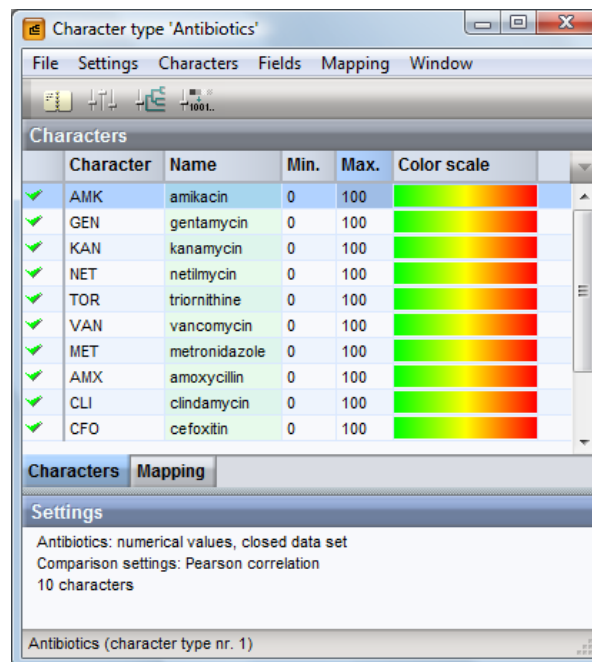 Character type 'Antibiotics'
File Settings Characters Fields Mapping Window
1001..
Characters
Character Name Min. Max. Color scale
AMK amikacin 0 100
GEN gentamycin 0 100
KAN kanamycin 0 100
NET netilmycin 0 100
TOR triornithine 0 100
VAN vancomycin 0 100
MET metronidazole 0 100
AMX amoxycillin 0 100
CLI clindamycin 0 100
CFO cefoxitin 0 100
Characters Mapping
Settings
Antibiotics: numerical values, closed data set
Comparison settings: Pearson correlation
10 characters
Antibiotics (character type nr. 1)